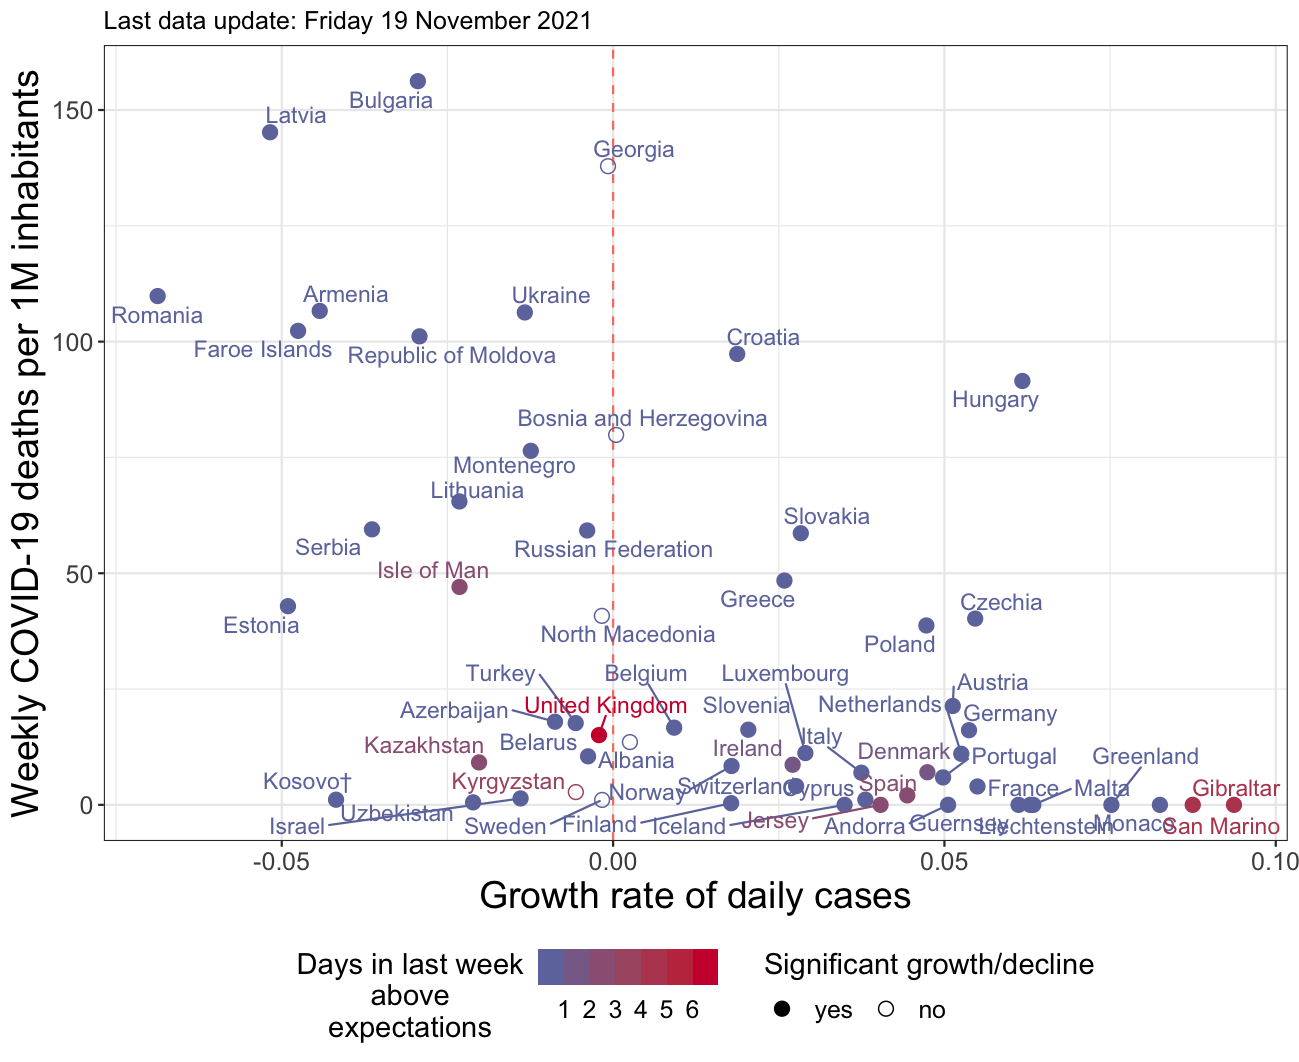 Last data update: Friday 19 November 2021
Weekly COVID-19 deaths per 1M inhabitants
150
100
50
0
Bulgaria
Latvia
Georgia
Romania
Armenia
Ukraine
Faroe Islands
Republic of Moldova
Croatia
Hungary
Bosnia and Herzegovina
Montenegro
Lithuania
Slovakia
Serbia
Russian Federation
Isle of Man
Greece
Czechia
Estonia
North Macedonia
Poland
Turkey
Belgium
Luxembourg
Austria
Azerbaijan
United Kingdom
Slovenia
Netherlands
Germany
Kazakhstan
Belarus
Albania
Ireland
Italy
Denmark
Portugal
Greenland
Kosovo†
Kyrgyzstan
Norway
Switzerland
Cyprus
Spain
France
Malta
Gibraltar
Uzbekistan
Israel
Sweden
Finland
Iceland
Jersey
Andorra
Guernsey
Liechtenstein
Monaco
San Marino
-0.05
0.00
0.05
0.10
Growth rate of daily cases
Days in last week
above
expectations
1 2 3 4 5 6
Significant growth/decline
yes
no